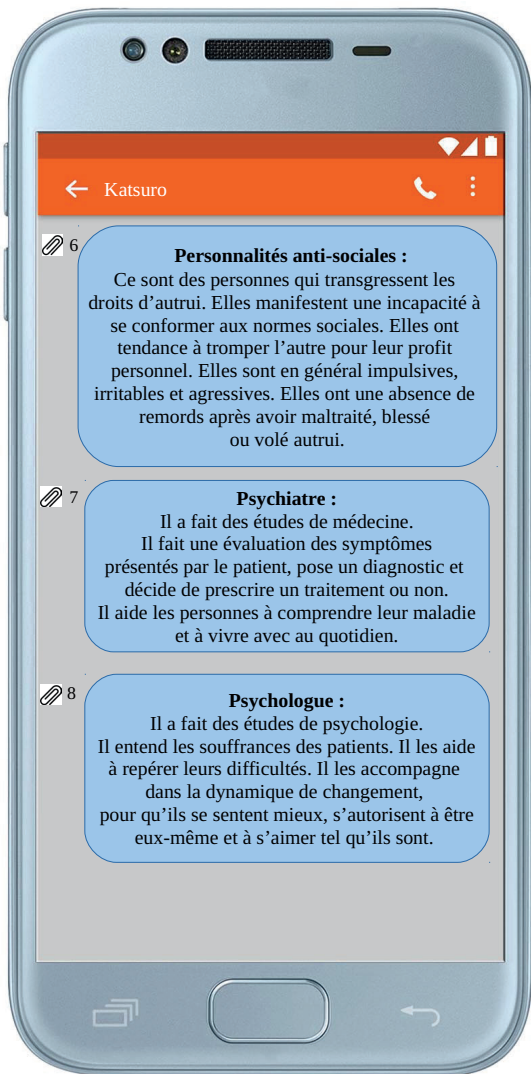 Katsuro
6
Personnalités anti-sociales :
Ce sont des personnes qui transgressent les
droits d’autrui. Elles manifestent une incapacité à
se conformer aux normes sociales. Elles ont
tendance à tromper l’autre pour leur profit
personnel. Elles sont en général impulsives,
irritables et agressives. Elles ont une absence de
remords après avoir maltraité, blessé
ou volé autrui.
7
Psychiatre :
Il a fait des études de médecine.
Il fait une évaluation des symptômes
présentés par le patient, pose un diagnostic et
décide de prescrire un traitement ou non.
Il aide les personnes à comprendre leur maladie
et à vivre avec au quotidien.
8
Psychologue :
Il a fait des études de psychologie.
Il entend les souffrances des patients. Il les aide
à repérer leurs difficultés. Il les accompagne
dans la dynamique de changement,
pour qu’ils se sentent mieux, s’autorisent à être
eux-même et à s’aimer tel qu’ils sont.